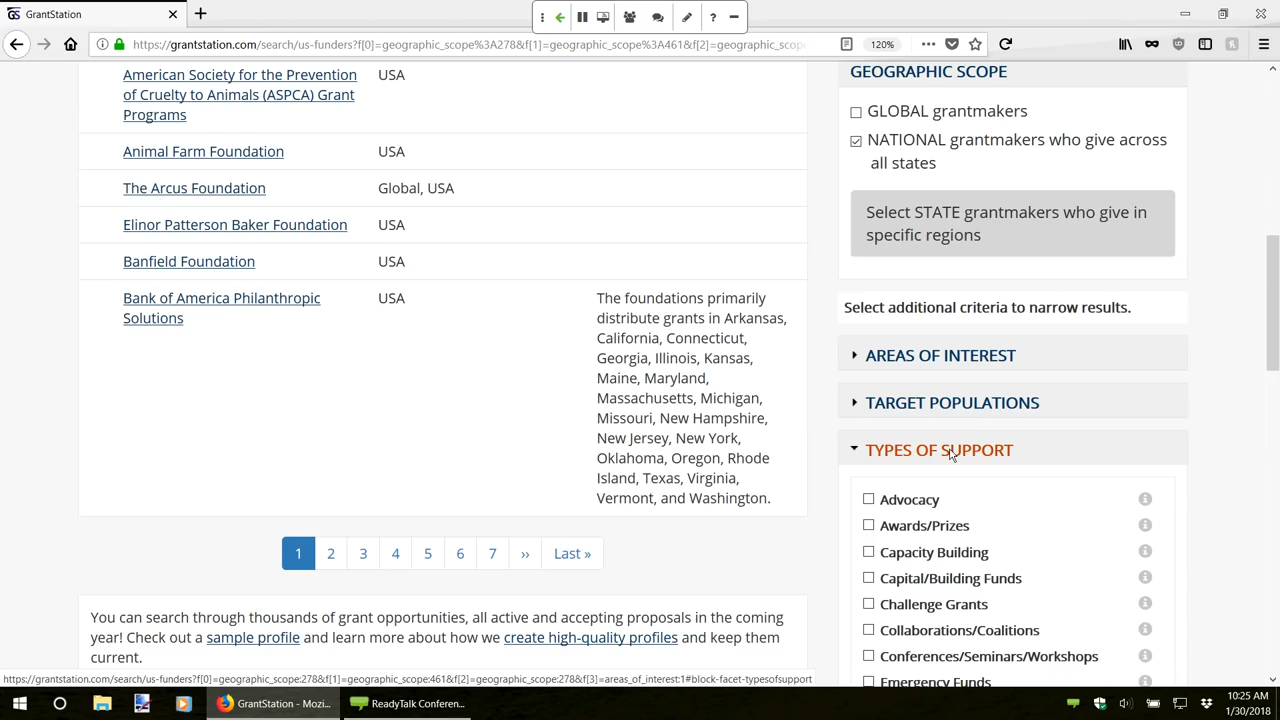 GrantStation
https://grantstation.com/search/us-funders?f[0]=geographic_scope%3A278&f[1]=geographic_scope%3A461&f[2]=geographic_scope
120%
American Society for the Prevention
of Cruelty to Animals (ASPCA) Grant
Programs
USA
Animal Farm Foundation
USA
The Arcus Foundation
Global, USA
Elinor Patterson Baker Foundation
USA
Banfield Foundation
USA
Bank of America Philanthropic
Solutions
USA
The foundations primarily
distribute grants in Arkansas,
California, Connecticut,
Georgia, Illinois, Kansas,
Maine, Maryland,
Massachusetts, Michigan,
Missouri, New Hampshire,
New Jersey, New York,
Oklahoma, Oregon, Rhode
Island, Texas, Virginia,
Vermont, and Washington.
1 2 3 4 5 6 7 ›› Last »
You can search through thousands of grant opportunities, all active and accepting proposals in the coming
year! Check out a sample profile and learn more about how we create high-quality profiles and keep them
current.
GEOGRAPHIC SCOPE
GLOBAL grantmakers
NATIONAL grantmakers who give across
all states
Select STATE grantmakers who give in
specific regions
Select additional criteria to narrow results.
AREAS OF INTEREST
TARGET POPULATIONS
TYPES OF SUPPORT
Advocacy
Awards/Prizes
Capacity Building
Capital/Building Funds
Challenge Grants
Collaborations/Coalitions
Conferences/Seminars/Workshops
Emergency Funds
https://grantstation.com/search/us-funders?f[0]=geographic_scope:278&f[1]=geographic_scope:461&f[2]=geographic_scope:278&f[3]=areas_of_interest:1#block-facet-typesofsupport
GrantStation - Mozi...
ReadyTalk Conferen...
10:25 AM
1/30/2018